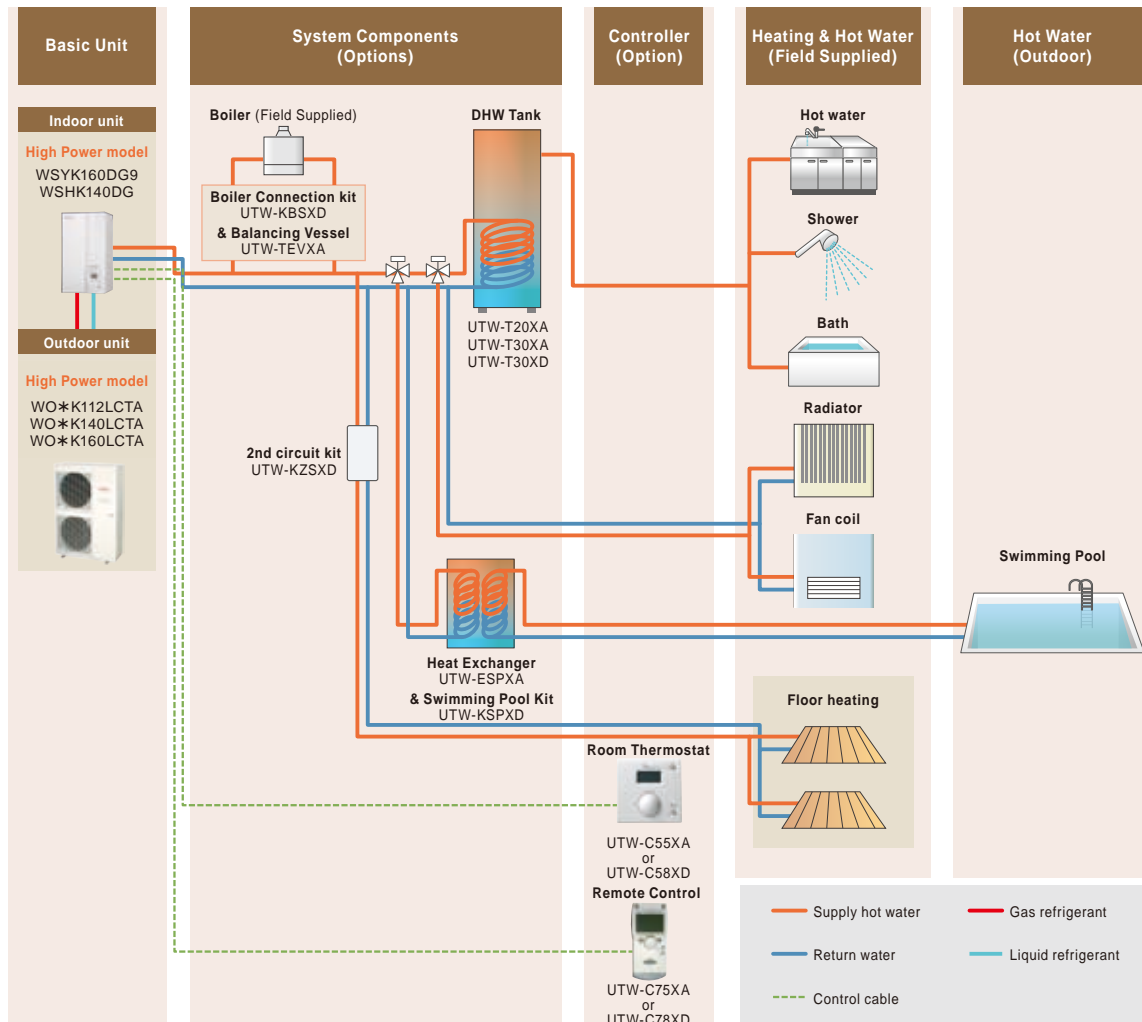 Basic Unit
System Components
(Options)
Controller
(Option)
Heating & Hot Water
(Field Supplied)
Hot Water
(Outdoor)
Indoor unit
High Power model
WSYK160DG9
WSHK140DG
Outdoor unit
High Power model
WO*K112LCTA
WO*K140LCTA
WO*K160LCTA
Boiler (Field Supplied)
Boiler Connection kit
UTW-KBSXD
& Balancing Vessel
UTW-TEVXA
DHW Tank
UTW-T20XA
UTW-T30XA
UTW-T30XD
2nd circuit kit
UTW-KZSXD
Heat Exchanger
UTW-ESPXA
& Swimming Pool Kit
UTW-KSPXD
Room Thermostat
UTW-C55XA
or
UTW-C58XD
Remote Control
UTW-C75XA
or
UTW-C78XD
Hot water
Shower
Bath
Radiator
Fan coil
Floor heating
Swimming Pool
Supply hot water
Gas refrigerant
Return water
Liquid refrigerant
Control cable